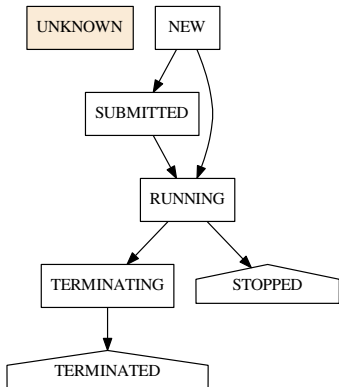 UNKNOWN
NEW
SUBMITTED
RUNNING
TERMINATING
STOPPED
TERMINATED